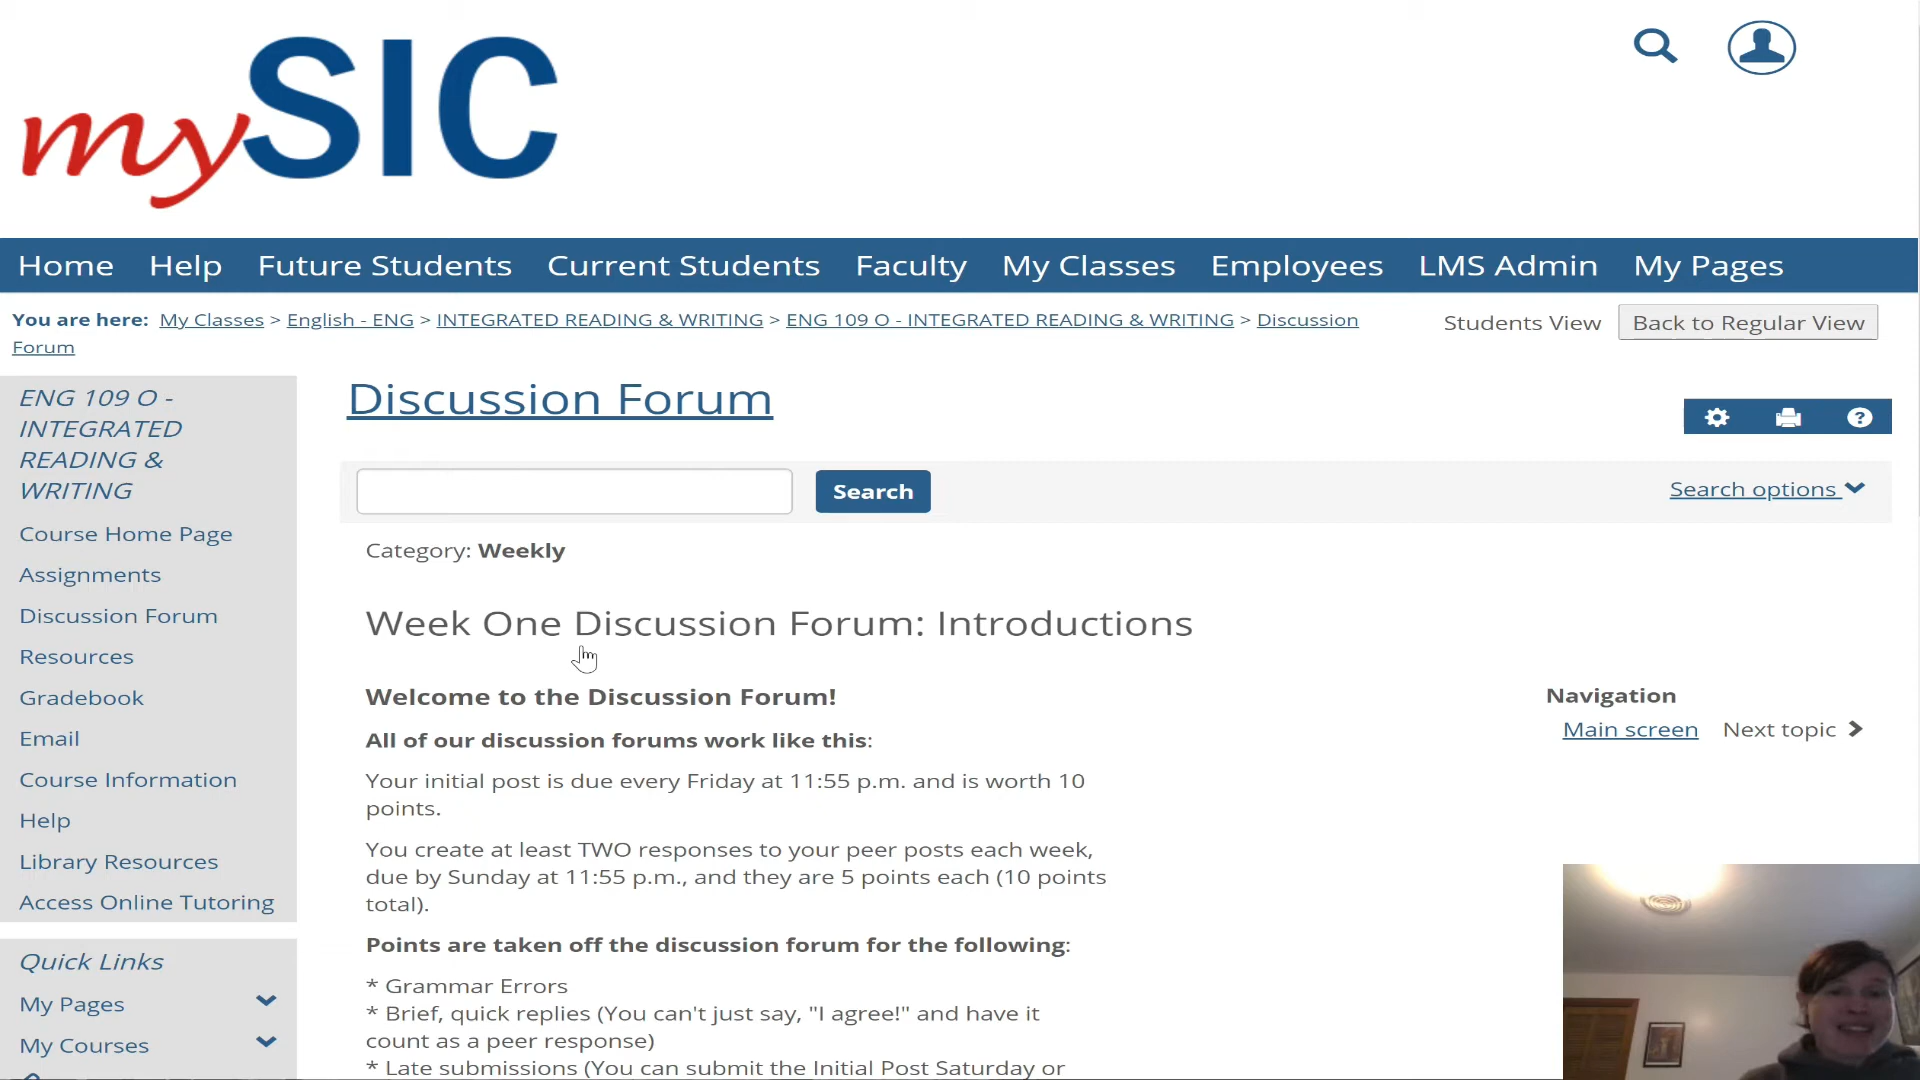 mySIC
Home Help Future Students Current Students Faculty My Classes Employees LMS Admin My Pages
You are here: My Classes > English - ENG > INTEGRATED READING & WRITING > ENG 109 O - INTEGRATED READING & WRITING > Discussion
Forum
Students View Back to Regular View
ENG 109 O -
INTEGRATED
READING &
WRITING
Course Home Page
Assignments
Discussion Forum
Resources
Gradebook
Email
Course Information
Help
Library Resources
Access Online Tutoring
Quick Links
My Pages
My Courses
Discussion Forum
Search
Search options
Category: Weekly
Week One Discussion Forum: Introductions
Welcome to the Discussion Forum!
All of our discussion forums work like this:
Your initial post is due every Friday at 11:55 p.m. and is worth 10
points.
You create at least TWO responses to your peer posts each week,
due by Sunday at 11:55 p.m., and they are 5 points each (10 points
total).
Points are taken off the discussion forum for the following:
* Grammar Errors
* Brief, quick replies (You can't just say, "I agree!" and have it
count as a peer response)
* Late submissions (You can submit the Initial Post Saturday or
Navigation
Main screen Next topic